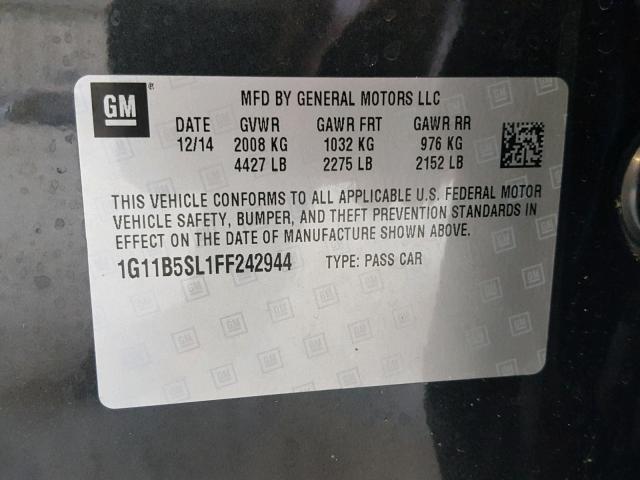 GM ®
MFD BY GENERAL MOTORS LLC
DATE GVWR GAWR FRT GAWR RR
12/14 2008 KG 1032 KG 976 KG
4427 LB 2275 LB 2152 LB
THIS VEHICLE CONFORMS TO ALL APPLICABLE U.S. FEDERAL MOTOR
VEHICLE SAFETY, BUMPER, AND THEFT PREVENTION STANDARDS IN
EFFECT ON THE DATE OF MANUFACTURE SHOWN ABOVE.
1G11B5SL1FF242944 TYPE: PASS CAR